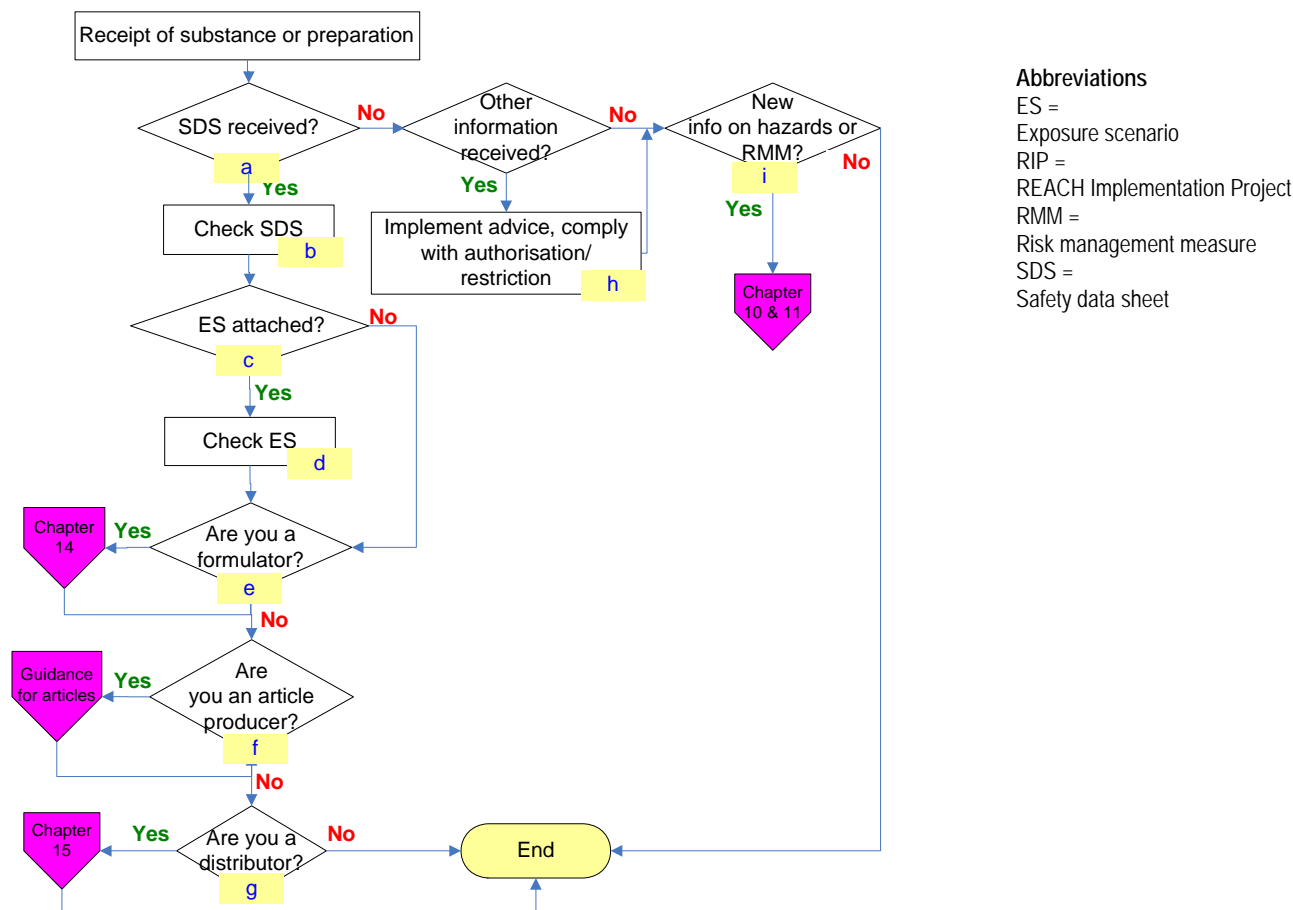 Receipt of substance or preparation
SDS received?
a
No
Other
information
received?
No
New
info on hazards or
RMM?
i
No
Yes
Check SDS
b
Yes
Implement advice, comply
with authorisation/
restriction
h
Yes
Chapter
10 & 11
ES attached?
c
No
Yes
Check ES
d
Are you a
formulator?
e
Yes
Chapter
14
No
Are
you an article
producer?
f
Yes
Guidance
for articles
No
Are you a
distributor?
g
Yes
Chapter
15
No
End
Abbreviations
ES =
Exposure scenario
RIP =
REACH Implementation Project
RMM =
Risk management measure
SDS =
Safety data sheet